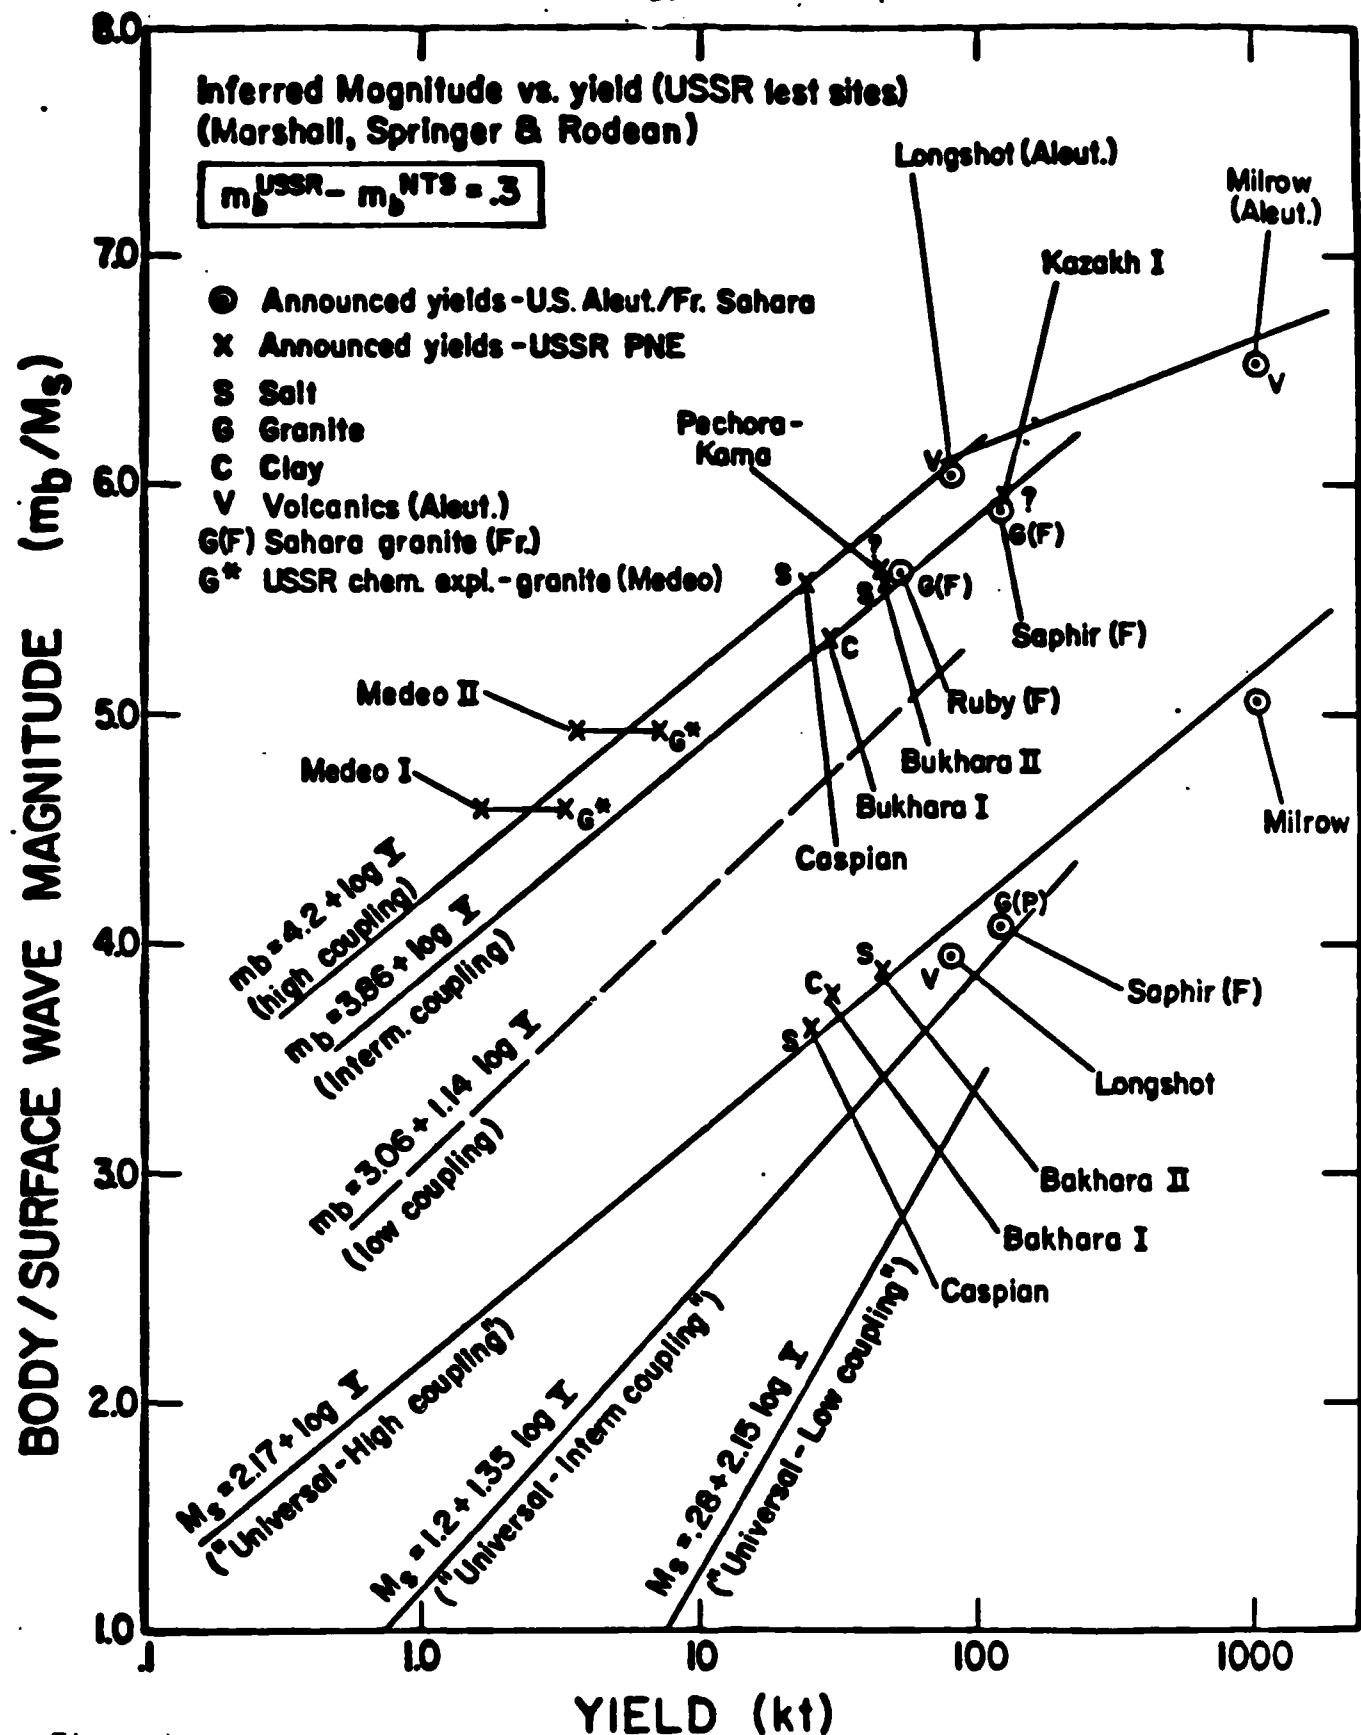 8.0
Inferred Magnitude vs. yield (USSR test sites)
(Marshall, Springer & Rodean)
m_b^USSR - m_b^NTS = .3
Longshot (Aleut.)
Milrow
(Aleut.)
7.0
Kazakh I
⊙ Announced yields-U.S. Aleut./Fr. Sahara
X Announced yields-USSR PNE
S Salt
G Granite
C Clay
V Volcanics (Aleut.)
G(F) Sahara granite (Fr.)
G* USSR chem. expl.-granite (Medeo)
V
Pechora-
Kama
6.0
V
?
G(F)
?
S
S
G(F)
Saphir (F)
C
Medeo II
Ruby (F)
5.0
G*
Bukhara II
Medeo I
Bukhara I
G*
Milrow
Caspian
mb = 4.2 + log Y
(high coupling)
G(P)
4.0
mb = 3.86 + log Y
(Interm. coupling)
S
V
C
Saphir (F)
S
mb = 3.06 + 1.14 log Y
(low coupling)
Longshot
3.0
Bakhara II
Bakhara I
Caspian
2.0
Ms = 2.17 + log Y
("Universal-High coupling")
Ms = 1.2 + 1.35 log Y
("Universal-Interm coupling")
Ms = .28 + 2.15 log Y
("Universal-Low coupling")
1.0
.1
1.0
10
100
1000
YIELD (kt)
BODY/SURFACE WAVE MAGNITUDE (mb/Ms)